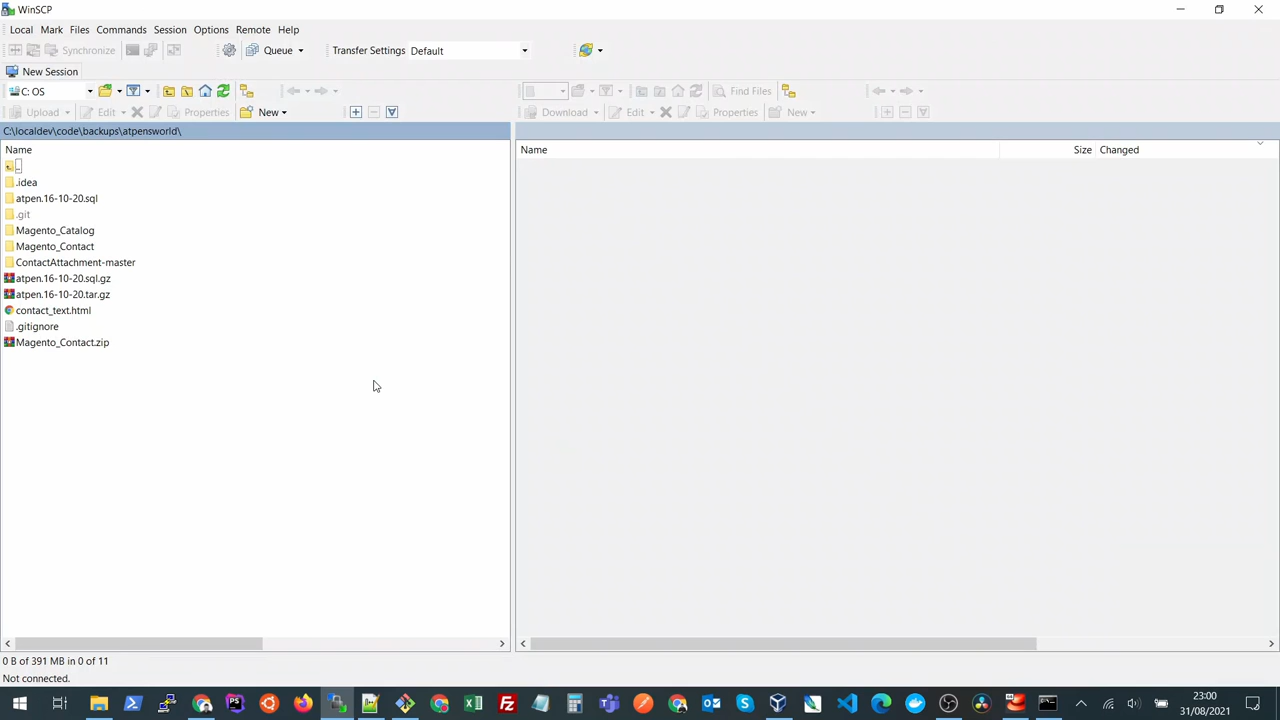 WinSCP
Local Mark Files Commands Session Options Remote Help
Synchronize Queue Transfer Settings Default
New Session
C: OS Find Files
Upload Edit Properties New Download Edit Properties New
C:\localdev\code\backups\atpensworld\
Name Name Size Changed
..
.idea
atpen.16-10-20.sql
.git
Magento_Catalog
Magento_Contact
ContactAttachment-master
atpen.16-10-20.sql.gz
atpen.16-10-20.tar.gz
contact_text.html
.gitignore
Magento_Contact.zip
0 B of 391 MB in 0 of 11
Not connected.
23:00
31/08/2021